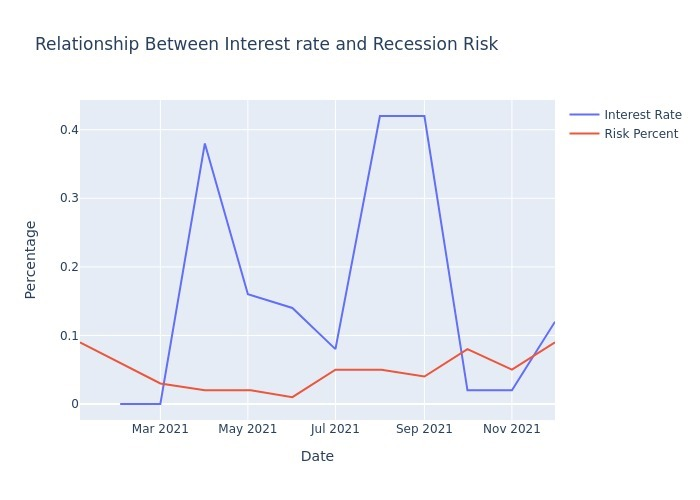 Relationship Between Interest rate and Recession Risk
Interest Rate
Risk Percent
0.4
0.3
0.2
0.1
0
Percentage
Mar 2021
May 2021
Jul 2021
Sep 2021
Nov 2021
Date